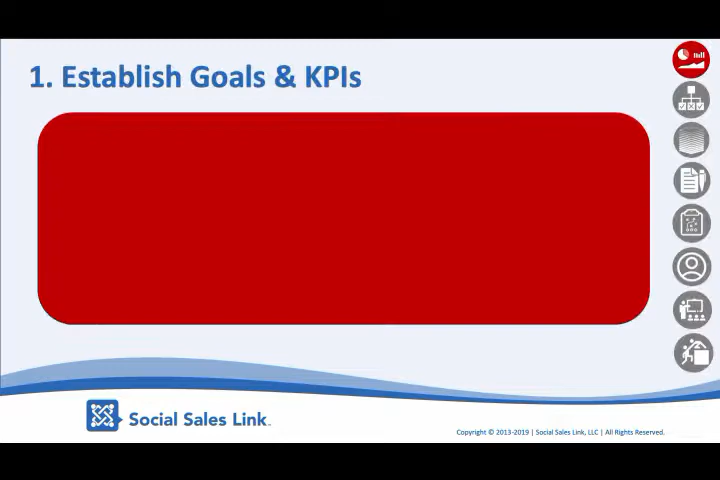 1. Establish Goals & KPIs
Social Sales Link
Copyright © 2013-2019 | Social Sales Link, LLC | All Rights Reserved.